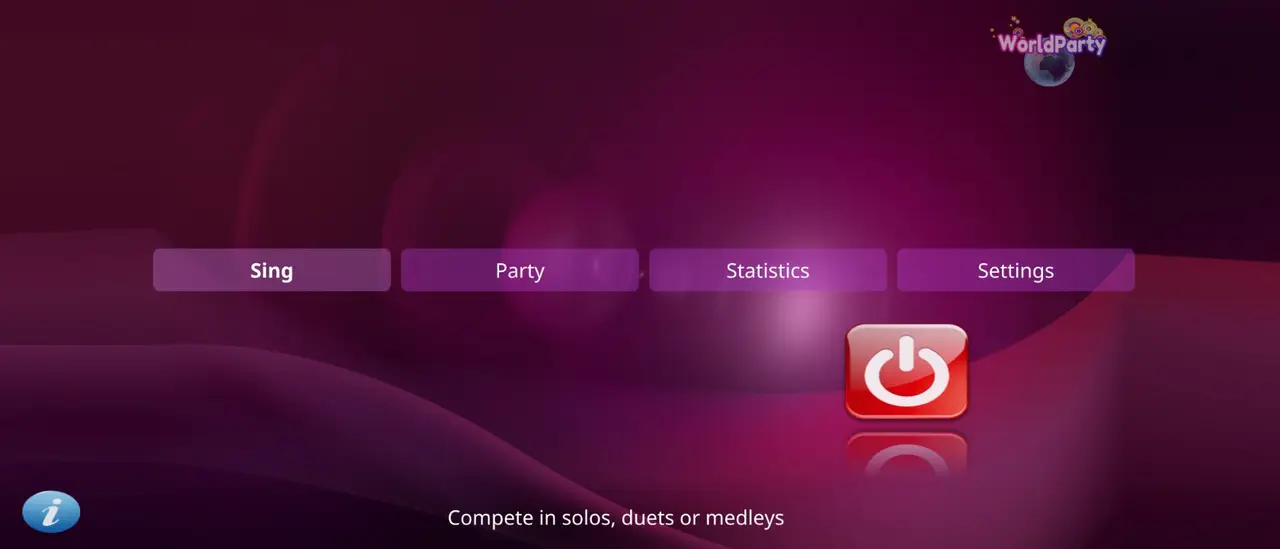 WorldParty
Sing
Party
Statistics
Settings
i
Compete in solos, duets or medleys